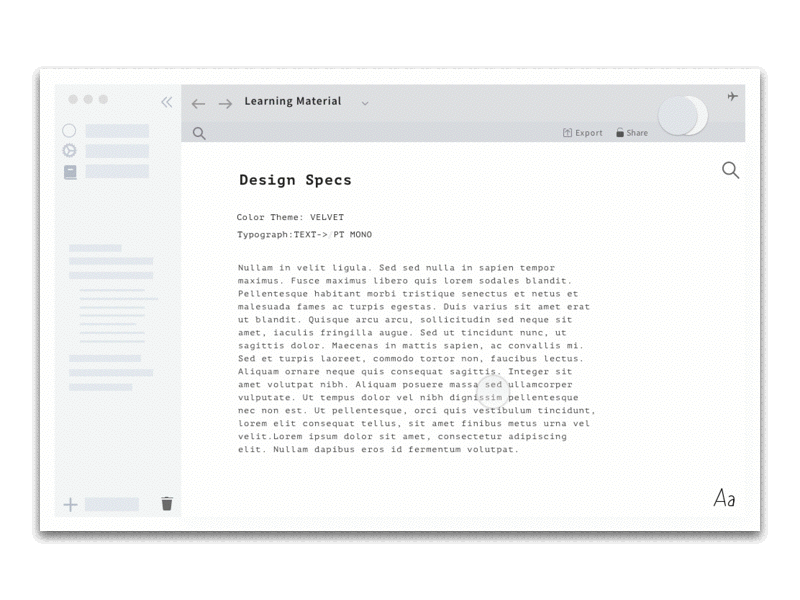 Learning Material
Export
Share
Design Specs
Color Theme: VELVET
Typograph:TEXT-> PT MONO
Nullam in velit ligula. Sed sed nulla in sapien tempor
maximus. Fusce maximus libero quis lorem sodales blandit.
Pellentesque habitant morbi tristique senectus et netus et
malesuada fames ac turpis egestas. Duis varius sit amet erat
ut blandit. Quisque arcu arcu, sollicitudin sed neque sit
amet, iaculis fringilla augue. Sed ut tincidunt nunc, ut
sagittis dolor. Maecenas in mattis sapien, ac convallis mi.
Sed et turpis laoreet, commodo tortor non, faucibus lectus.
Aliquam ornare neque quis consequat sagittis. Integer sit
amet volutpat nibh. Aliquam posuere massa sed ullamcorper
vulputate. Ut tempus dolor vel nibh dignissim pellentesque
nec non est. Ut pellentesque, orci quis vestibulum tincidunt,
lorem elit consequat tellus, sit amet finibus metus urna vel
velit.Lorem ipsum dolor sit amet, consectetur adipiscing
elit. Nullam dapibus eros id fermentum volutpat.
Aa